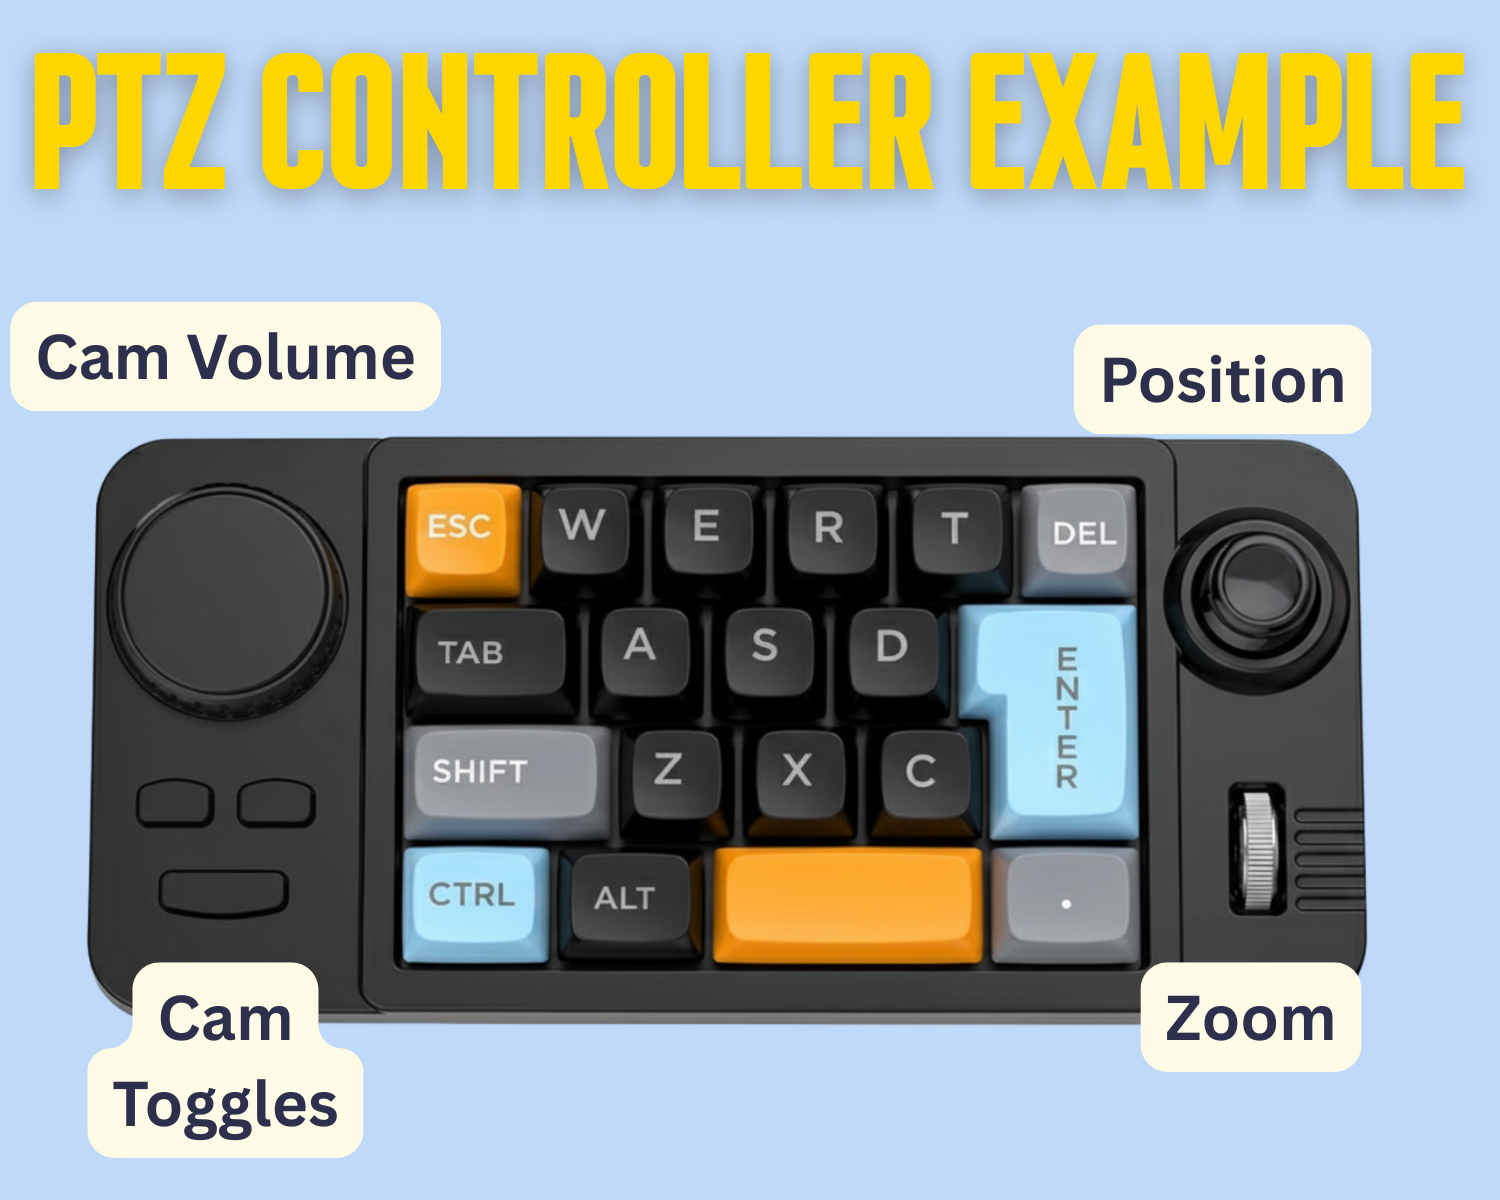 PTZ CONTROLLER EXAMPLE
Cam Volume
Position
ESC W E R T DEL
TAB A S D
ENTER
SHIFT Z X C
CTRL ALT .
Cam
Toggles
Zoom